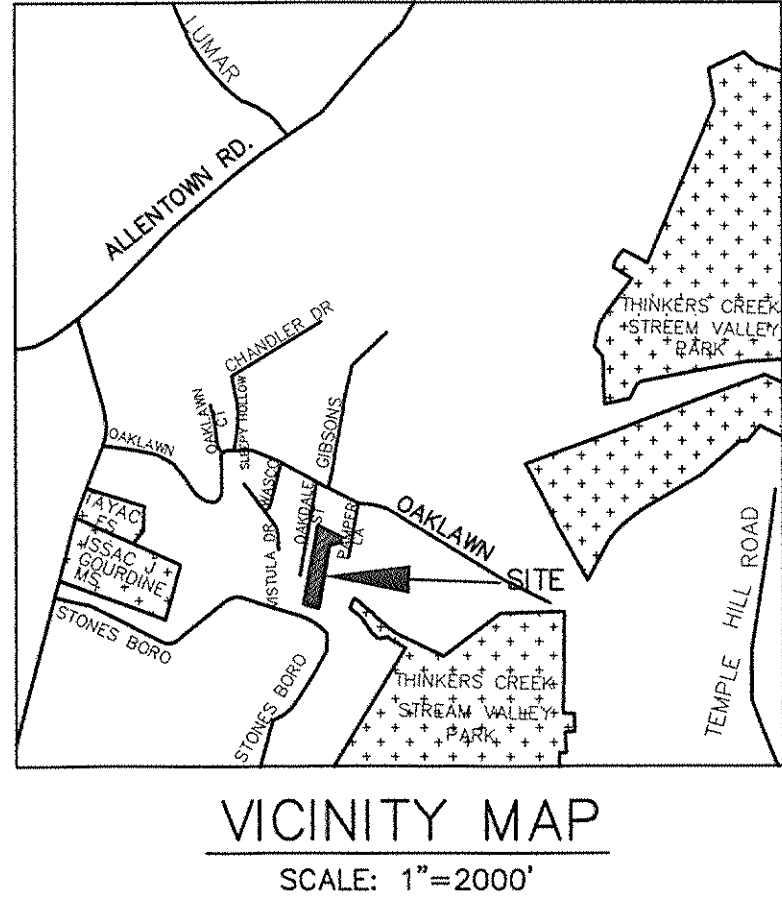 LUMAR
ALLENTOWN RD.
THINKERS CREEK
STREEM VALLEY
PARK
CHANDLER DR
OAKLAWN
CT
SLEEPY HOLLOW
GIBSONS
OAKLAWN
WASCO
OAKDALE
ST
PAMPER
LA
OAKLAWN
TAYAC
ES
VISTULA DR
ISSAC J
GOURDINE
MS
SITE
STONES BORO
STONES BORO
THINKERS CREEK
STREAM VALLEY
PARK
TEMPLE HILL ROAD
VICINITY MAP
SCALE: 1"=2000'